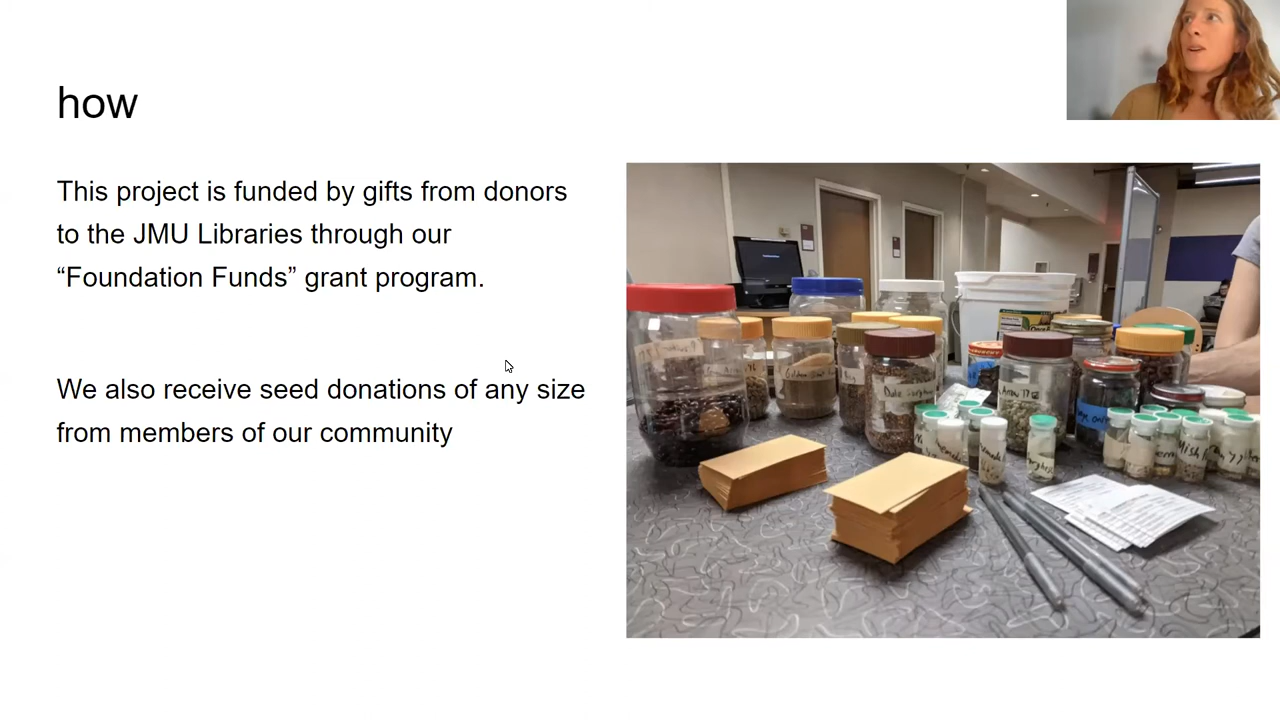 how
This project is funded by gifts from donors
to the JMU Libraries through our
“Foundation Funds” grant program.
We also receive seed donations of any size
from members of our community